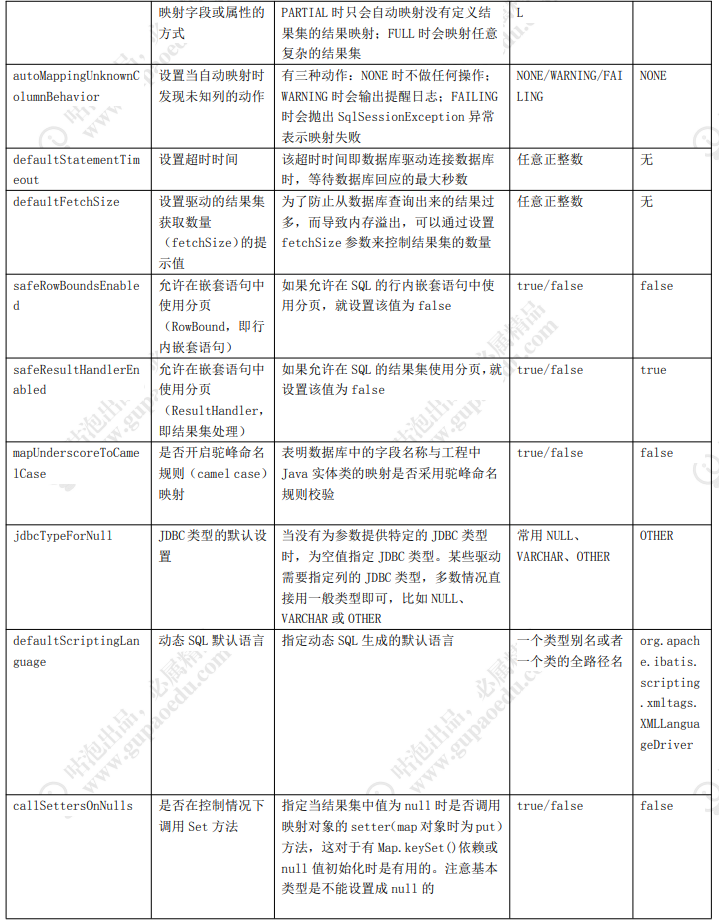 映射字段或属性的
方式
PARTIAL 时只会自动映射没有定义结
果集的结果映射；FULL 时会映射任意
复杂的结果集
L
autoMappingUnknownC
olumnBehavior
设置当自动映射时
发现未知列的动作
有三种动作：NONE 时不做任何操作；
WARNING 时会输出提醒日志；FAILING
时会抛出 SqlSessionException 异常
表示映射失败
NONE/WARNING/FAI
LING
NONE
defaultStatementTim
eout
设置超时时间
该超时时间即数据库驱动连接数据库
时，等待数据库回应的最大秒数
任意正整数
无
defaultFetchSize
设置驱动的结果集
获取数量
（fetchSize)的提
示值
为了防止从数据库查询出来的结果过
多，而导致内存溢出，可以通过设置
fetchSize 参数来控制结果集的数量
任意正整数
无
safeRowBoundsEnable
d
允许在嵌套语句中
使用分页
（RowBound，即行
内嵌套语句）
如果允许在 SQL 的行内嵌套语句中使
用分页，就设置该值为 false
true/false
false
safeResultHandlerEn
abled
允许在嵌套语句中
使用分页
（ResultHandler，
即结果集处理）
如果允许在 SQL 的结果集使用分页,就
设置该值为 false
true/false
true
mapUnderscoreToCame
lCase
是否开启驼峰命名
规则（camel case）
映射
表明数据库中的字段名称与工程中
Java 实体类的映射是否采用驼峰命名
规则校验
true/false
false
jdbcTypeForNull
JDBC 类型的默认设
置
当没有为参数提供特定的 JDBC 类型
时，为空值指定 JDBC 类型。某些驱动
需要指定列的 JDBC 类型，多数情况直
接用一般类型即可，比如 NULL、
VARCHAR 或 OTHER
常用 NULL、
VARCHAR、OTHER
OTHER
defaultScriptingLan
guage
动态 SQL 默认语言
指定动态 SQL 生成的默认语言
一个类型别名或者
一个类的全路径名
org.apach
e.ibatis.
scripting
.xmltags.
XMLLangua
geDriver
callSettersOnNulls
是否在控制情况下
调用 Set 方法
指定当结果集中值为 null 时是否调用
映射对象的 setter(map 对象时为 put)
方法，这对于有 Map.keySet()依赖或
null 值初始化时是有用的。注意基本
类型是不能设置成 null 的
true/false
false
咕泡出品，必属精品
www.gupaoedu.com